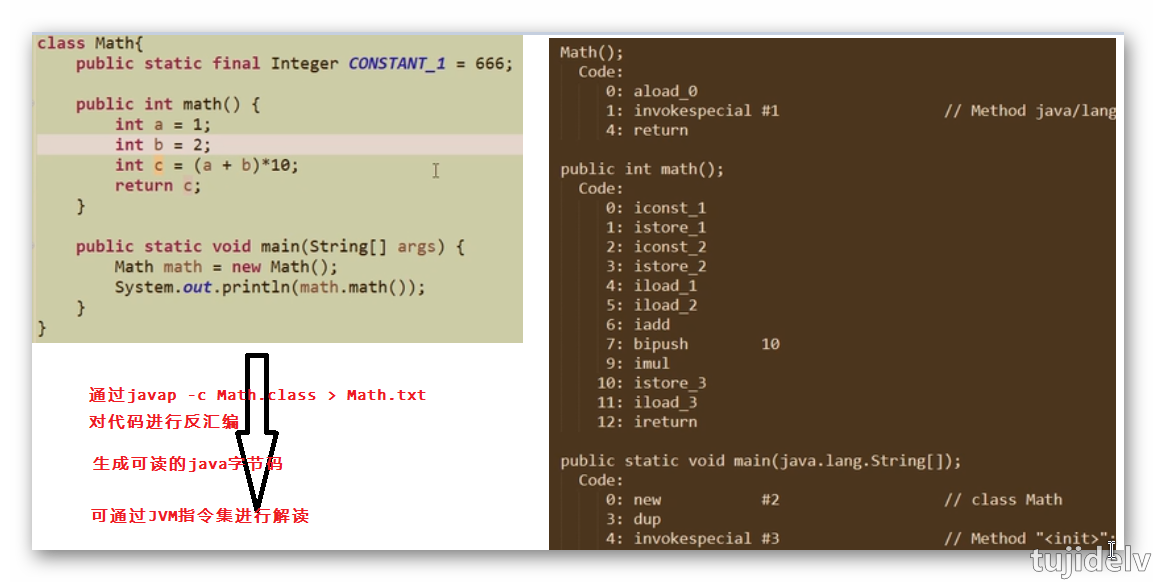 class Math{
public static final Integer CONSTANT_1 = 666;
public int math() {
int a = 1;
int b = 2;
int c = (a + b)*10;
return c;
}
public static void main(String[] args) {
Math math = new Math();
System.out.println(math.math());
}
}
通过javap -c Math.class > Math.txt
对代码进行反汇编
生成可读的java字节码
可通过JVM指令集进行解读
Math();
Code:
0: aload_0
1: invokespecial #1 // Method java/lang
4: return
public int math();
Code:
0: iconst_1
1: istore_1
2: iconst_2
3: istore_2
4: iload_1
5: iload_2
6: iadd
7: bipush 10
9: imul
10: istore_3
11: iload_3
12: ireturn
public static void main(java.lang.String[]);
Code:
0: new #2 // class Math
3: dup
4: invokespecial #3 // Method "<init>":
tujidelv